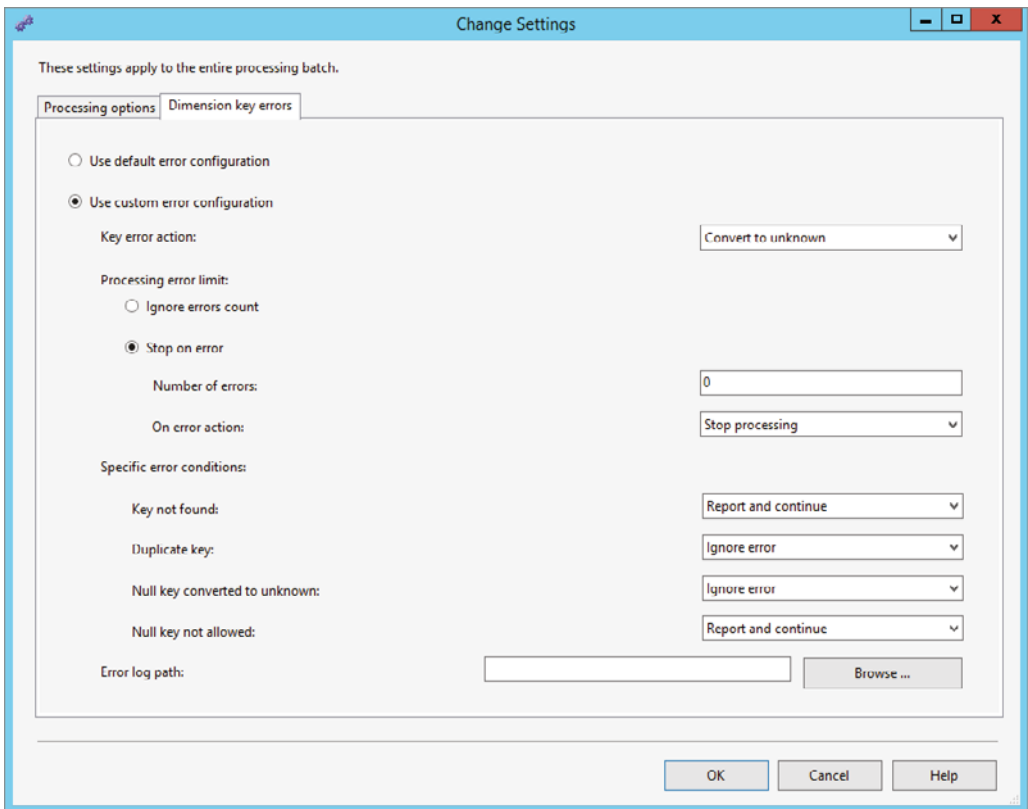 Change Settings
These settings apply to the entire processing batch.
Processing options Dimension key errors
Use default error configuration
Use custom error configuration
Key error action: Convert to unknown
Processing error limit:
Ignore errors count
Stop on error
Number of errors: 0
On error action: Stop processing
Specific error conditions:
Key not found: Report and continue
Duplicate key: Ignore error
Null key converted to unknown: Ignore error
Null key not allowed: Report and continue
Error log path: Browse ...
OK Cancel Help